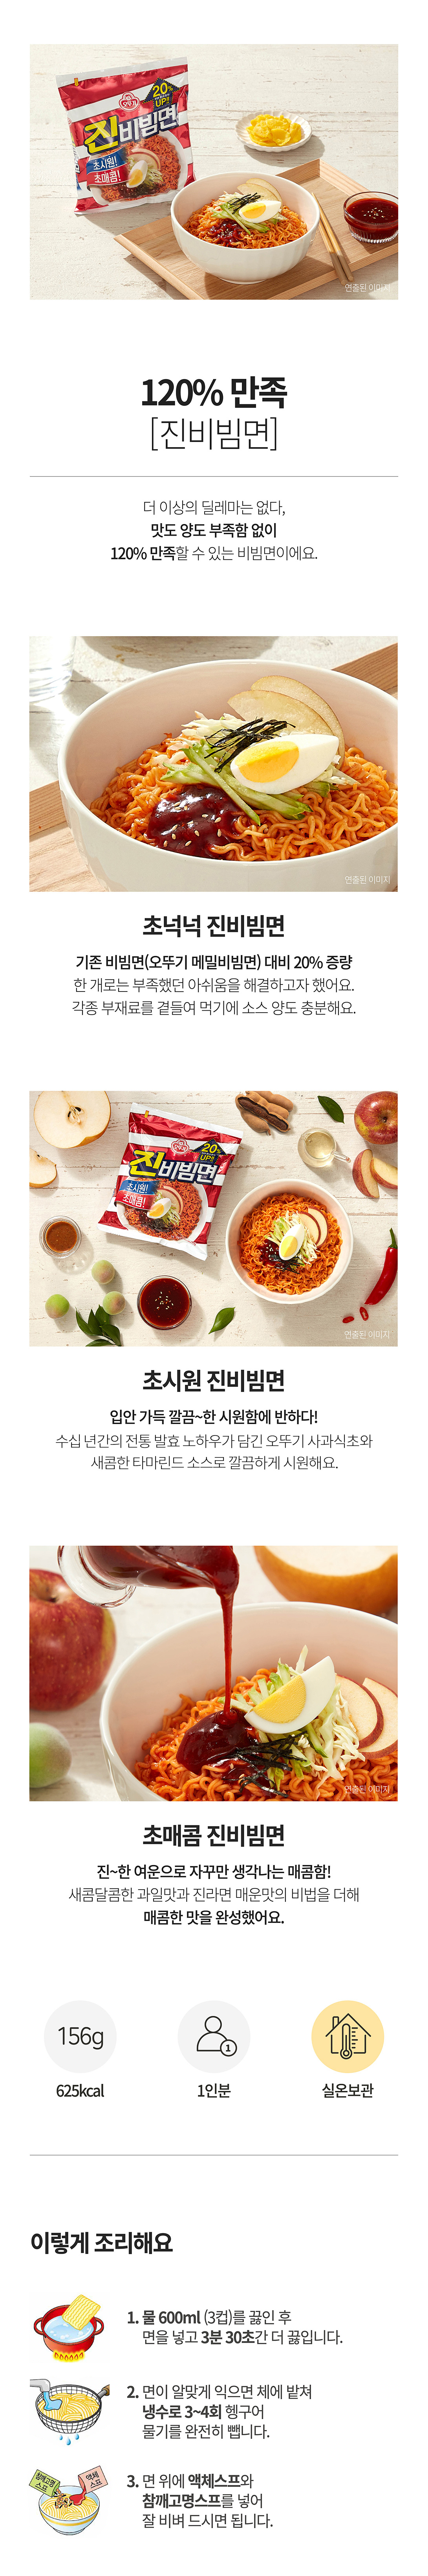 오뚜기
20%
UP!!
진비빔면
초시원!
초매콤!
연출된 이미지
120% 만족
[진비빔면]
더 이상의 딜레마는 없다,
맛도 양도 부족함 없이
120% 만족할 수 있는 비빔면이에요.
연출된 이미지
초넉넉 진비빔면
기존 비빔면(오뚜기 메밀비빔면) 대비 20% 증량
한 개로는 부족했던 아쉬움을 해결하고자 했어요.
각종 부재료를 곁들여 먹기에 소스 양도 충분해요.
오뚜기
20%
UP!!
진비빔면
초시원!
초매콤!
연출된 이미지
초시원 진비빔면
입안 가득 깔끔~한 시원함에 반하다!
수십 년간의 전통 발효 노하우가 담긴 오뚜기 사과식초와
새콤한 타마린드 소스로 깔끔하게 시원해요.
연출된 이미지
초매콤 진비빔면
진~한 여운으로 자꾸만 생각나는 매콤함!
새콤달콤한 과일맛과 진라면 매운맛의 비법을 더해
매콤한 맛을 완성했어요.
156g
1
625kcal
1인분
실온보관
이렇게 조리해요
1. 물 600ml (3컵)를 끓인 후
면을 넣고 3분 30초간 더 끓입니다.
2. 면이 알맞게 익으면 체에 밭쳐
냉수로 3~4회 헹구어
물기를 완전히 뺍니다.
참깨고명
스프
액체
스프
3. 면 위에 액체스프와
참깨고명스프를 넣어
잘 비벼 드시면 됩니다.